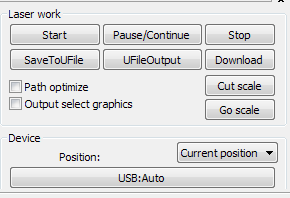 Laser work
Start Pause/Continue Stop
SaveToUFile UFileOutput Download
Path optimize Cut scale
Output select graphics Go scale
Device
Position: Current position
USB:Auto